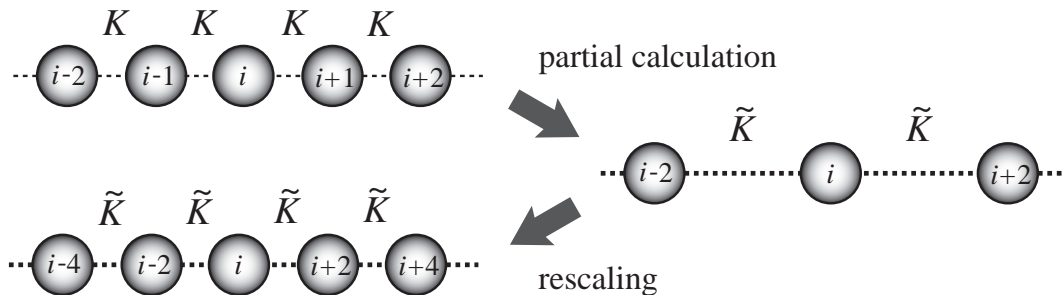 K K K K
i-2 i-1 i i+1 i+2
partial calculation
K̃ K̃
i-2 i i+2
K̃ K̃ K̃ K̃
i-4 i-2 i i+2 i+4
rescaling